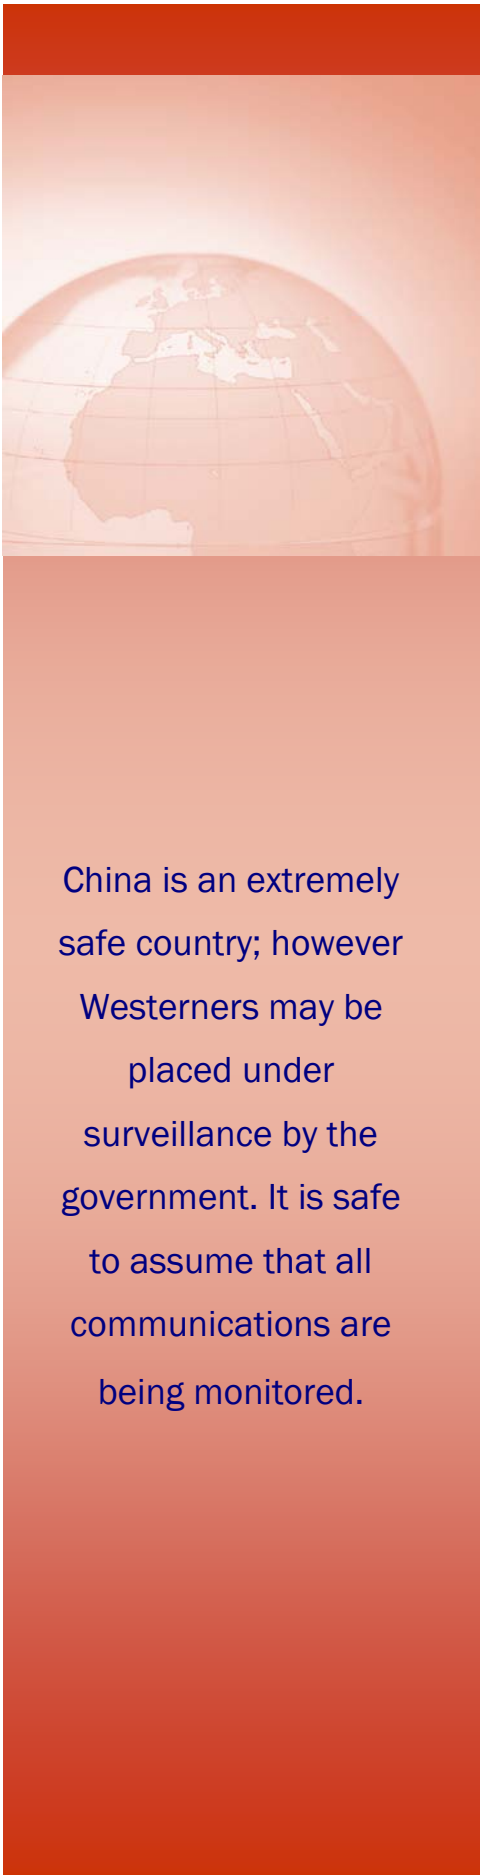 China is an extremely
safe country; however
Westerners may be
placed under
surveillance by the
government. It is safe
to assume that all
communications are
being monitored.